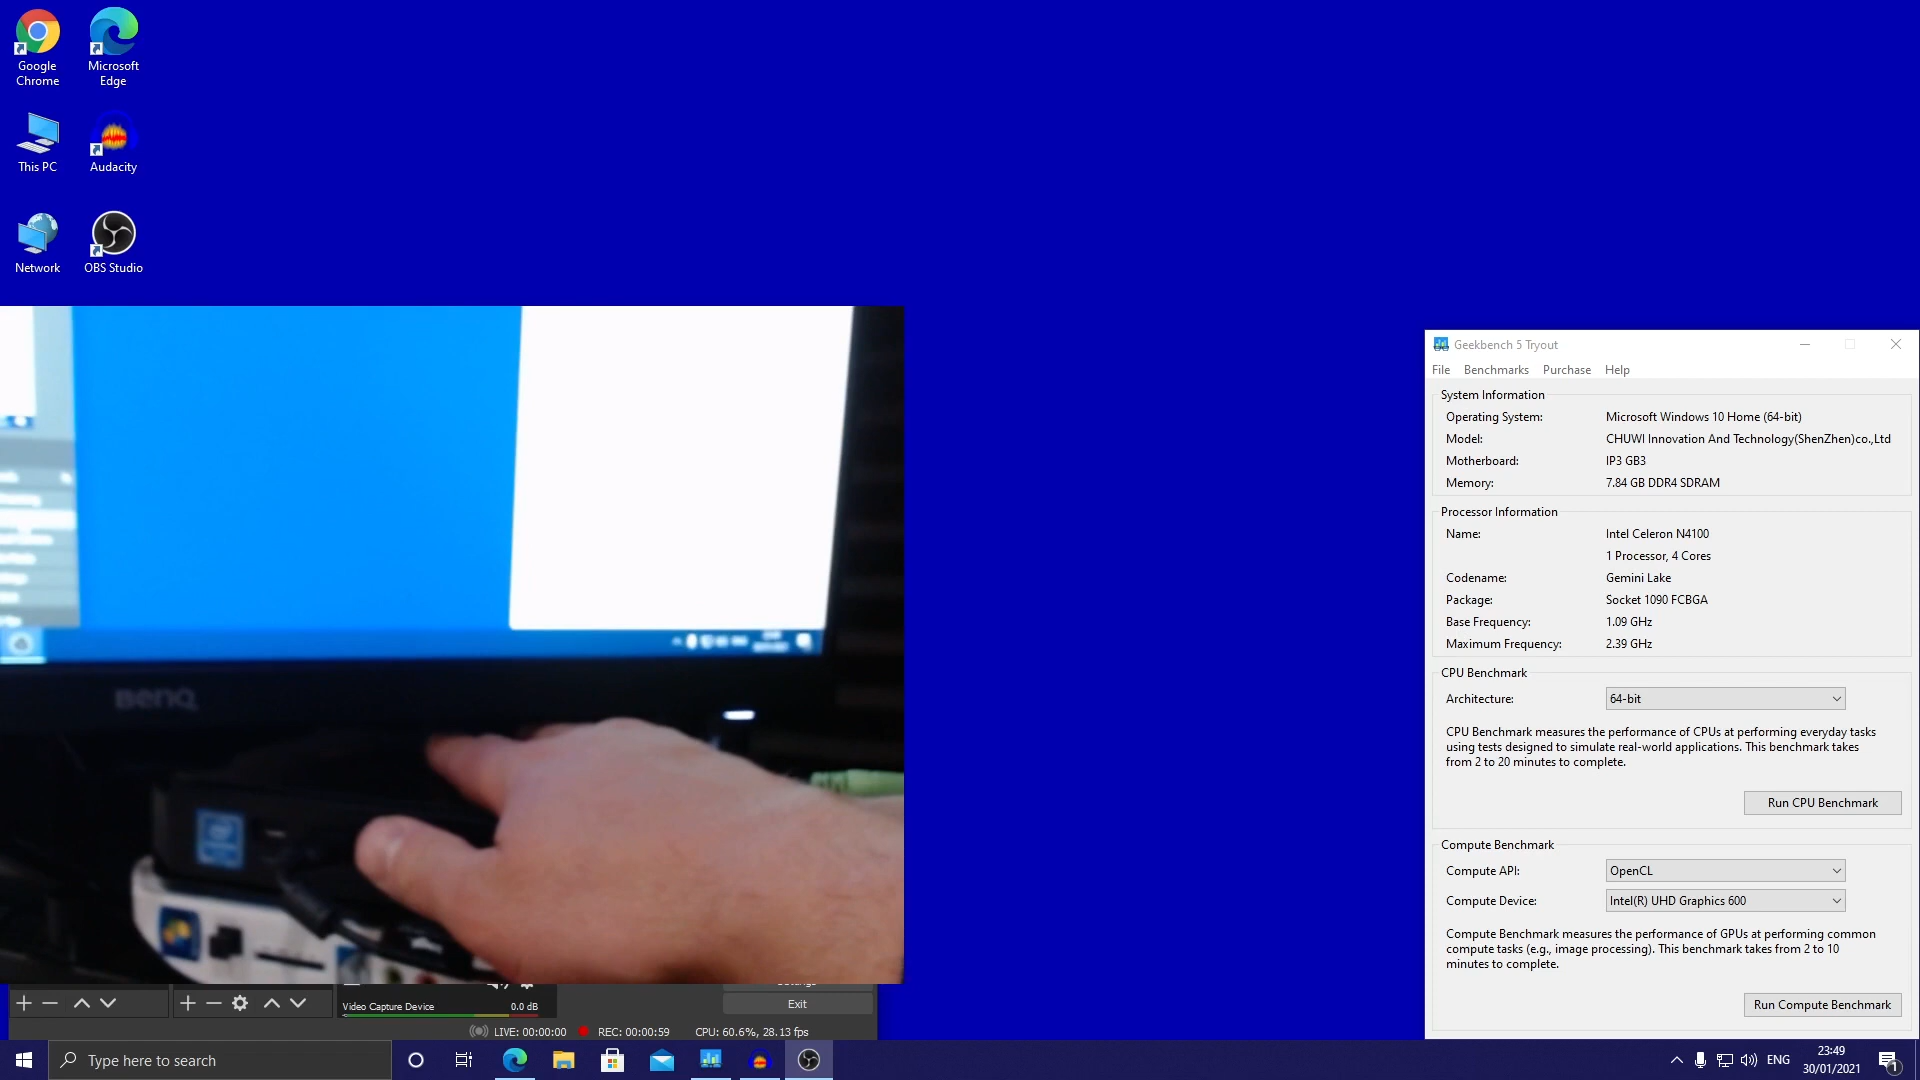 Google
Chrome
Microsoft
Edge
This PC
Audacity
Network
OBS Studio
BenQ
Geekbench 5 Tryout
File Benchmarks Purchase Help
System Information
Operating System: Microsoft Windows 10 Home (64-bit)
Model: CHUWI Innovation And Technology(ShenZhen)co.,Ltd
Motherboard: IP3 GB3
Memory: 7.84 GB DDR4 SDRAM
Processor Information
Name: Intel Celeron N4100
1 Processor, 4 Cores
Codename: Gemini Lake
Package: Socket 1090 FCBGA
Base Frequency: 1.09 GHz
Maximum Frequency: 2.39 GHz
CPU Benchmark
Architecture: 64-bit
CPU Benchmark measures the performance of CPUs at performing everyday tasks
using tests designed to simulate real-world applications. This benchmark takes
from 2 to 20 minutes to complete.
Run CPU Benchmark
Compute Benchmark
Compute API: OpenCL
Compute Device: Intel(R) UHD Graphics 600
Compute Benchmark measures the performance of GPUs at performing common
compute tasks (e.g., image processing). This benchmark takes from 2 to 10
minutes to complete.
Run Compute Benchmark
Video Capture Device 0.0 dB
Exit
LIVE: 00:00:00 REC: 00:00:59 CPU: 60.6%, 28.13 fps
Type here to search
ENG
23:49
30/01/2021
1